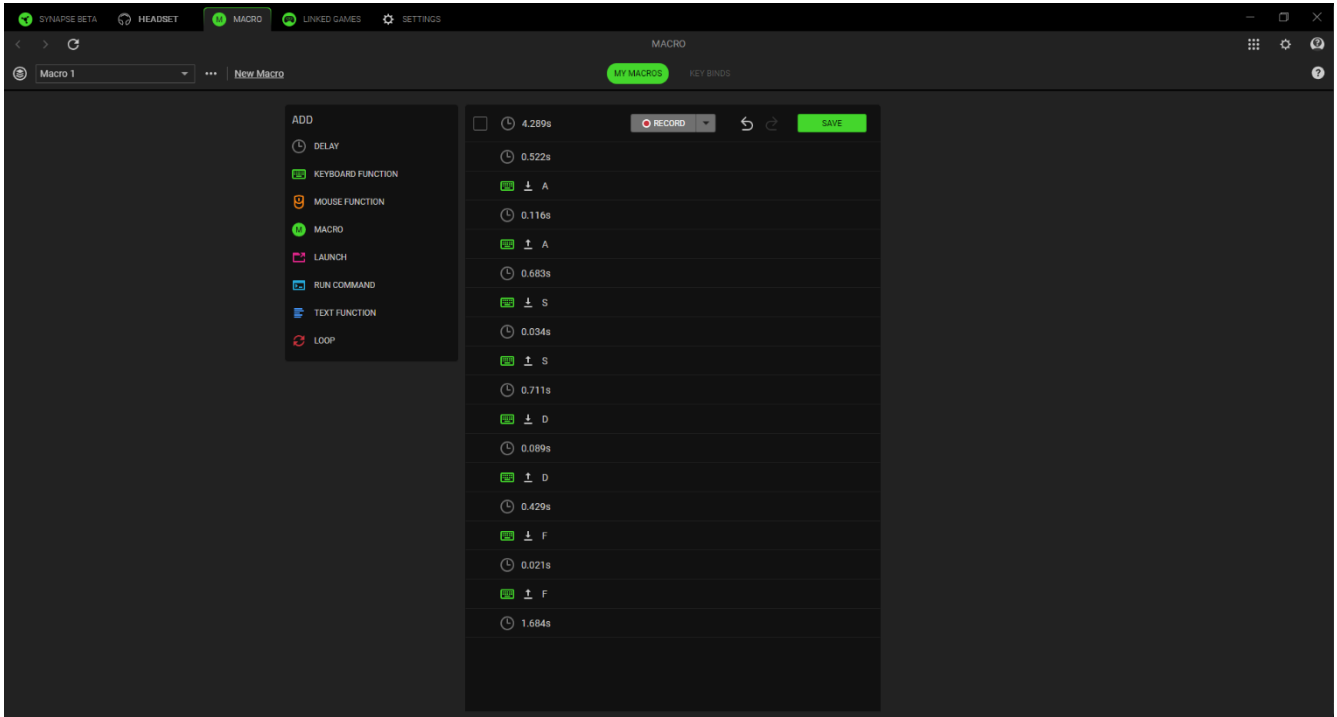 SYNAPSE BETA HEADSET M MACRO LINKED GAMES SETTINGS
MACRO
Macro 1 New Macro MY MACROS KEY BINDS
ADD
DELAY
KEYBOARD FUNCTION
MOUSE FUNCTION
M MACRO
LAUNCH
RUN COMMAND
TEXT FUNCTION
LOOP
4.289s RECORD SAVE
0.522s
A
0.116s
A
0.683s
S
0.034s
S
0.711s
D
0.089s
D
0.429s
F
0.021s
F
1.684s